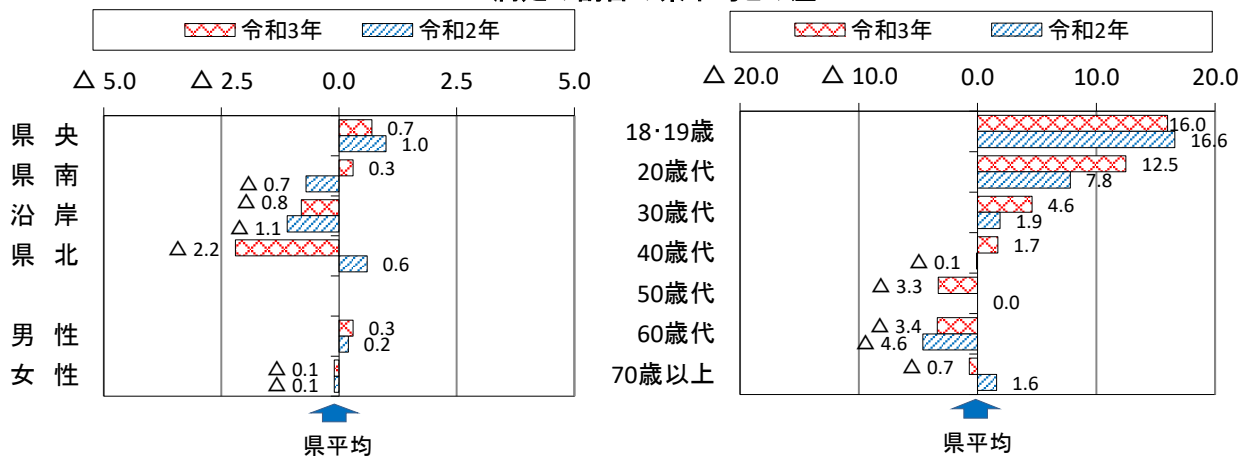 令和3年 令和2年
△ 5.0 △ 2.5 0.0 2.5 5.0
県 央 0.7
1.0
県 南 0.3
△ 0.7
沿 岸 △ 0.8
△ 1.1
県 北 △ 2.2
0.6
男 性 0.3
0.2
女 性 △ 0.1
△ 0.1
県平均
令和3年 令和2年
△ 20.0 △ 10.0 0.0 10.0 20.0
18・19歳 16.0
16.6
20歳代 12.5
7.8
30歳代 4.6
1.9
40歳代 1.7
△ 0.1
50歳代 △ 3.3
0.0
60歳代 △ 3.4
△ 4.6
70歳以上 △ 0.7
1.6
県平均